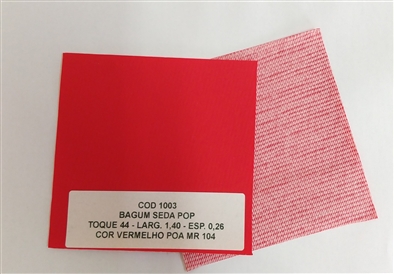 COD 1003
BAGUM SEDA POP
TOQUE 44 - LARG. 1,40 - ESP. 0,26
COR VERMELHO POA MR 104